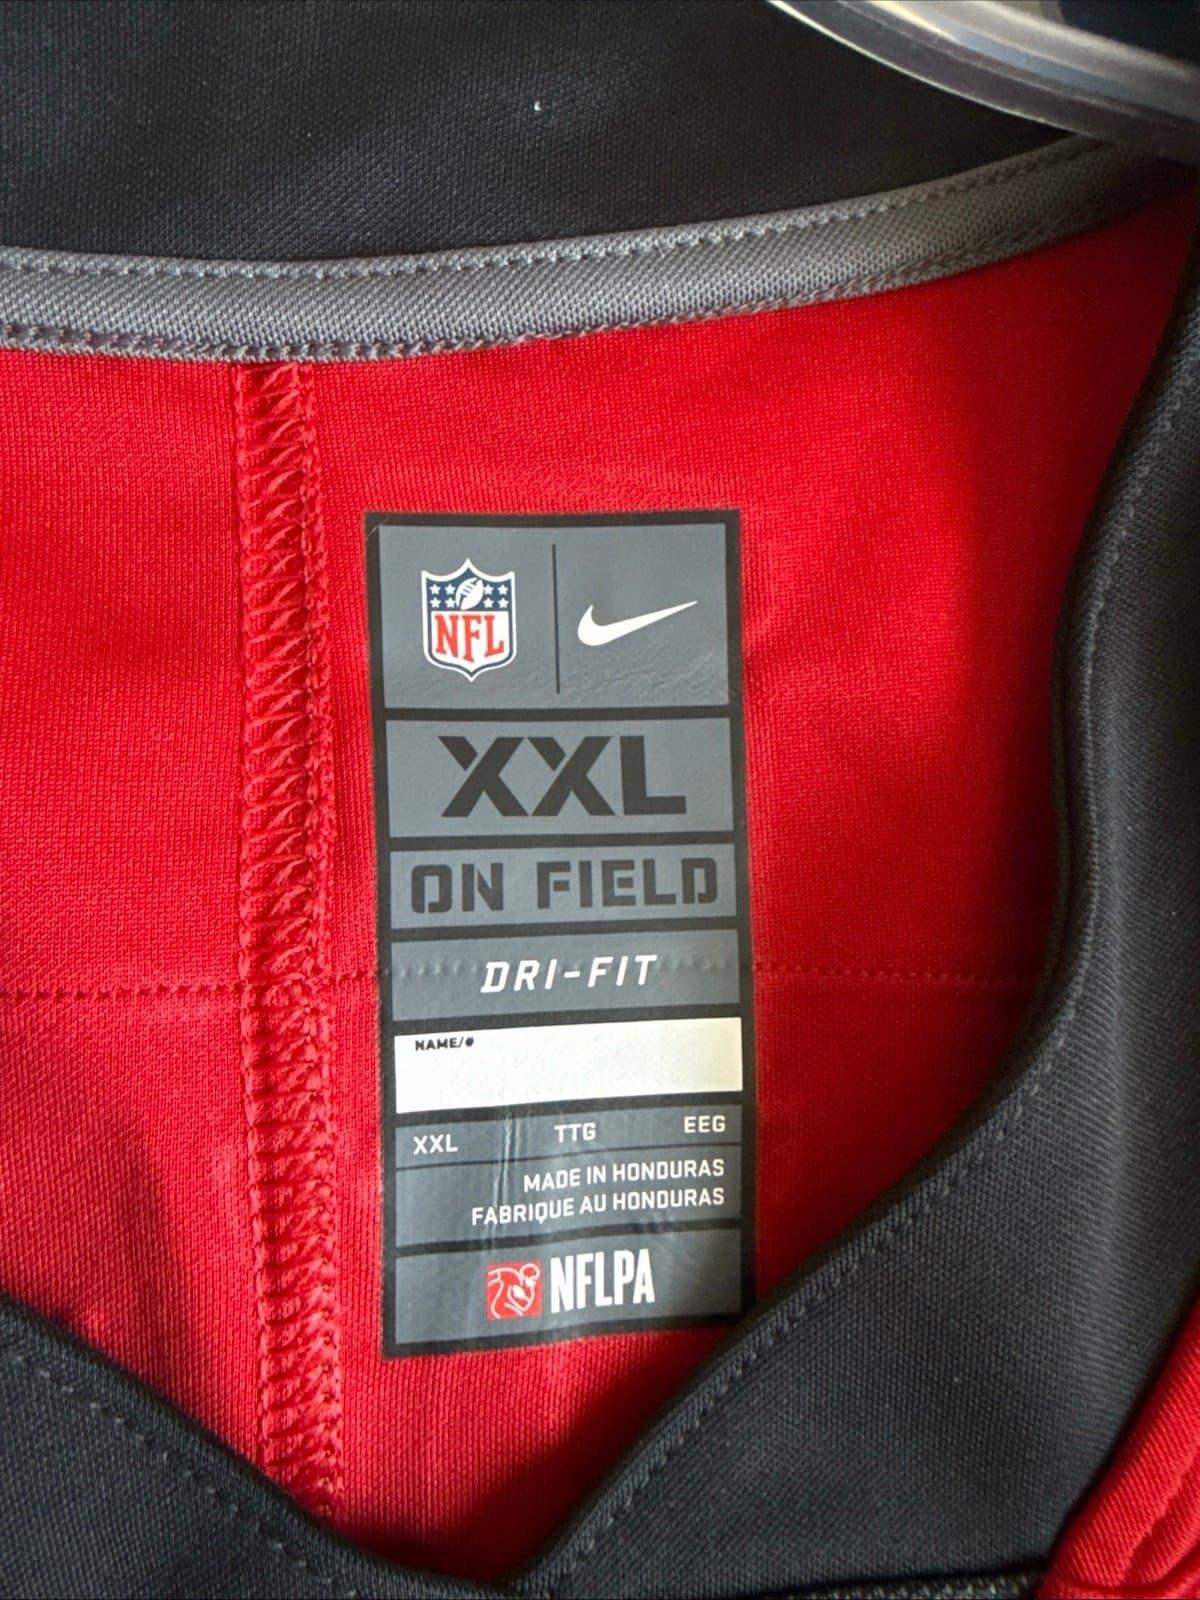 NFL
XXL
ON FIELD
DRI-FIT
NAME/#
XXL TTG EEG
MADE IN HONDURAS
FABRIQUE AU HONDURAS
NFLPA